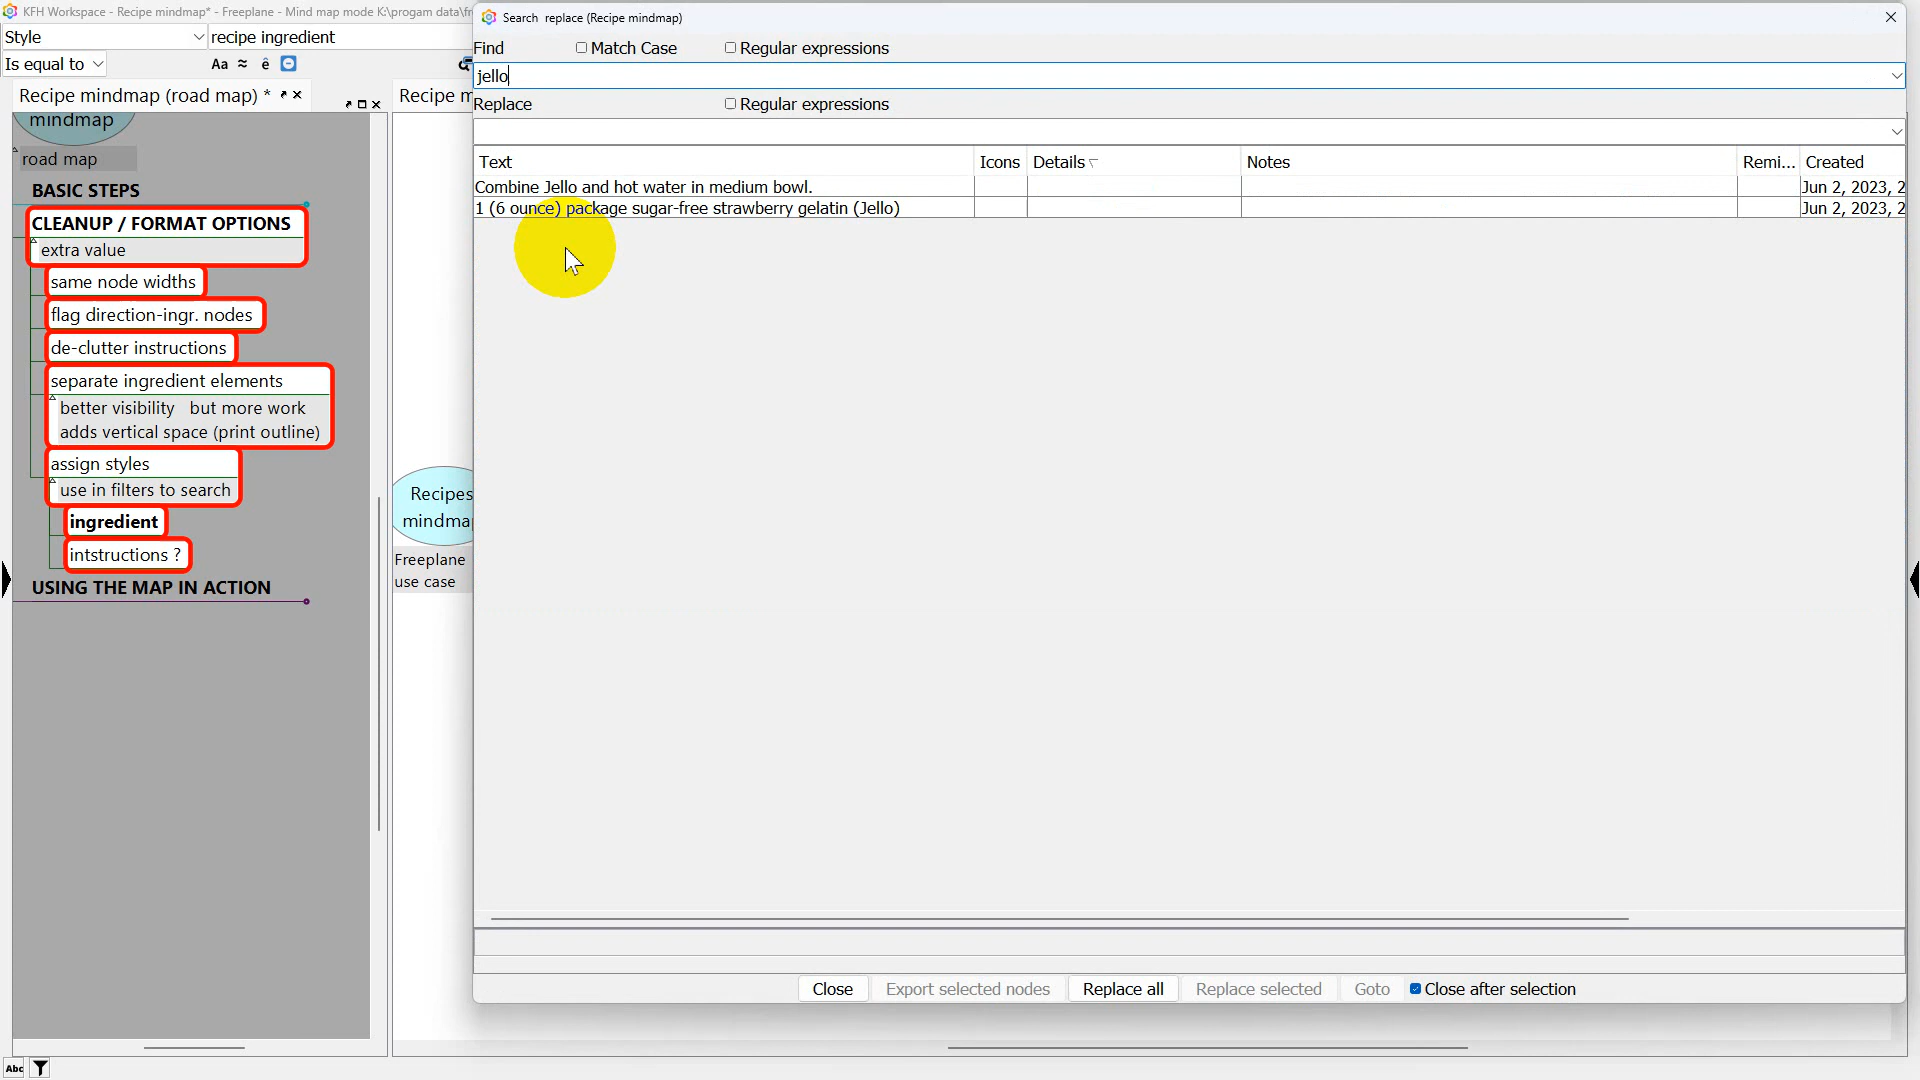 KFH Workspace - Recipe mindmap* - Freeplane - Mind map mode K:\progam data\fr
Style
recipe ingredient
Is equal to
Aa ≈ ê
Recipe mindmap (road map) *
mindmap
road map
BASIC STEPS
CLEANUP / FORMAT OPTIONS
extra value
same node widths
flag direction-ingr. nodes
de-clutter instructions
separate ingredient elements
better visibility but more work
adds vertical space (print outline)
assign styles
use in filters to search
ingredient
intstructions ?
USING THE MAP IN ACTION
Abc
Recipe m
Recipes
mindma
Freeplane
use case
Search replace (Recipe mindmap)
Find
Match Case
Regular expressions
jello
Replace
Regular expressions
Text Icons Details Notes Remi... Created
Combine Jello and hot water in medium bowl. Jun 2, 2023, 2
1 (6 ounce) package sugar-free strawberry gelatin (Jello) Jun 2, 2023, 2
Close Export selected nodes Replace all Replace selected Goto Close after selection